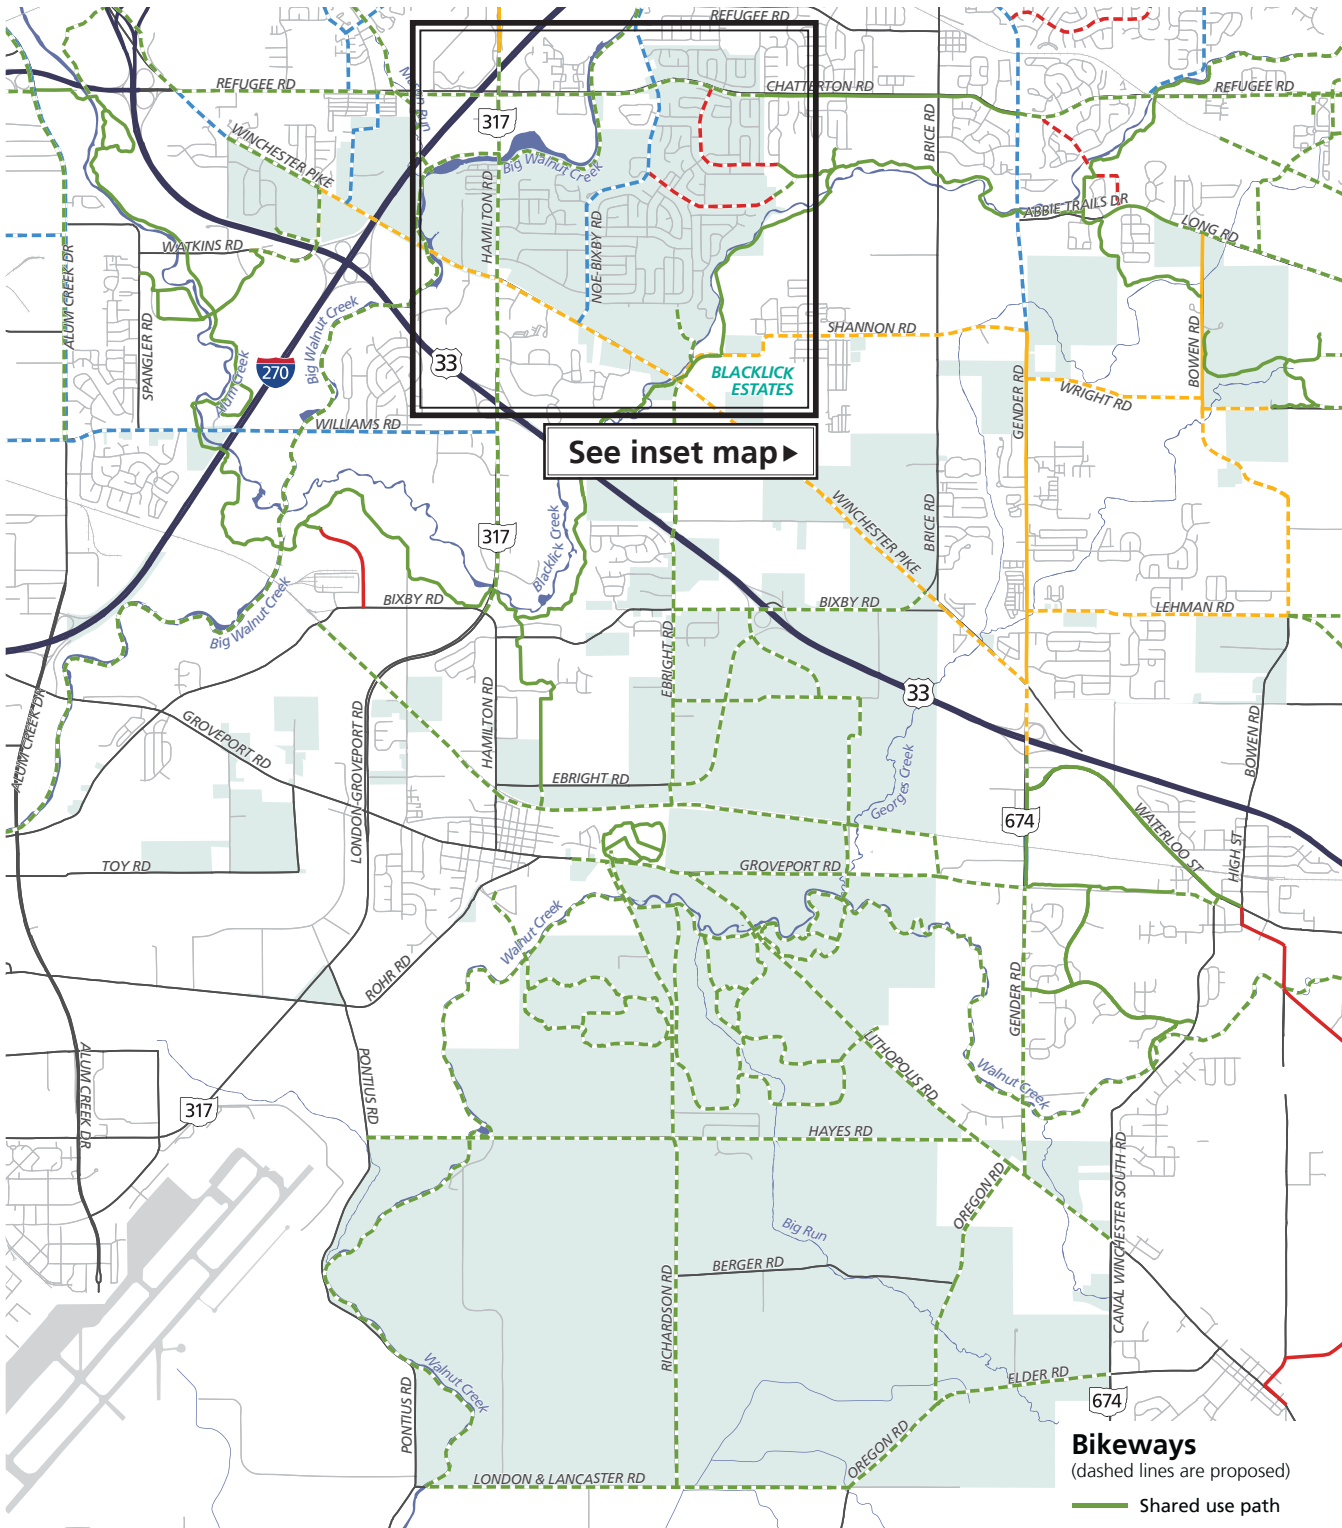 REFUGEE RD
REFUGEE RD
CHATTERTON RD
REFUGEE RD
Mason Run
317
WINCHESTER PIKE
BRICE RD
Big Walnut Creek
HAMILTON RD
NOE-BIXBY RD
ABBIE TRAILS DR
LONG RD
WATKINS RD
ALUM CREEK DR
SPANGLER RD
Big Walnut Creek
SHANNON RD
BOWEN RD
33
270
Alum Creek
BLACKLICK
ESTATES
GENDER RD
WRIGHT RD
WILLIAMS RD
See inset map
317
Blacklick Creek
WINCHESTER PIKE
BRICE RD
Big Walnut Creek
BIXBY RD
BIXBY RD
LEHMAN RD
EBRIGHT RD
33
ALUM CREEK DR
GROVEPORT RD
LONDON-GROVEPORT RD
HAMILTON RD
BOWEN RD
EBRIGHT RD
Georges Creek
674
WATERLOO ST
HIGH ST
TOY RD
GROVEPORT RD
Walnut Creek
ROHR RD
GENDER RD
LITHOPOLIS RD
ALUM CREEK DR
PONTIUS RD
Walnut Creek
317
HAYES RD
CANAL WINCHESTER SOUTH RD
OREGON RD
Big Run
BERGER RD
RICHARDSON RD
Walnut Creek
ELDER RD
674
PONTIUS RD
OREGON RD
LONDON & LANCASTER RD
Bikeways
(dashed lines are proposed)
Shared use path